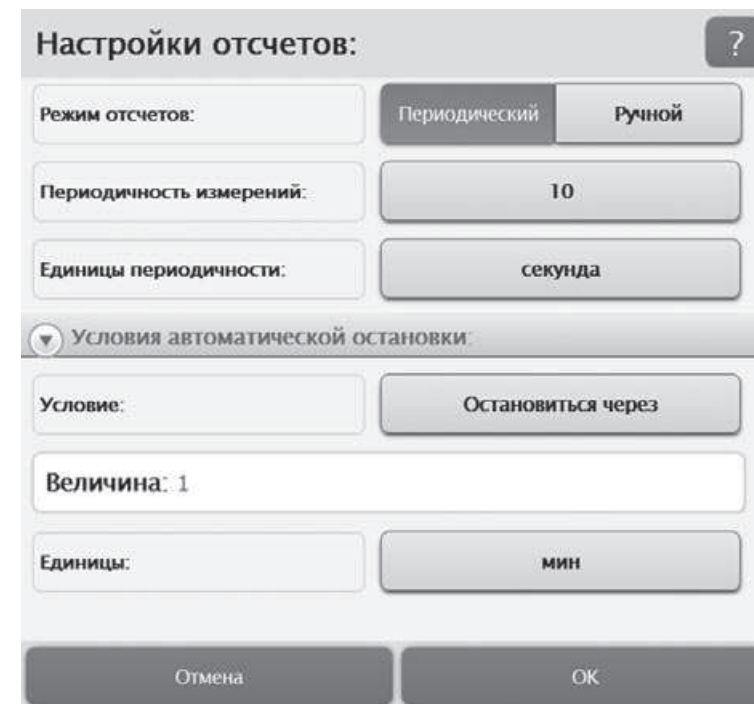 Настройки отсчетов:
?
Режим отсчетов:
Периодический
Ручной
Периодичность измерений:
10
Единицы периодичности:
секунда
Условия автоматической остановки:
Условие:
Остановиться через
Величина: 1
Единицы:
мин
Отмена
OK